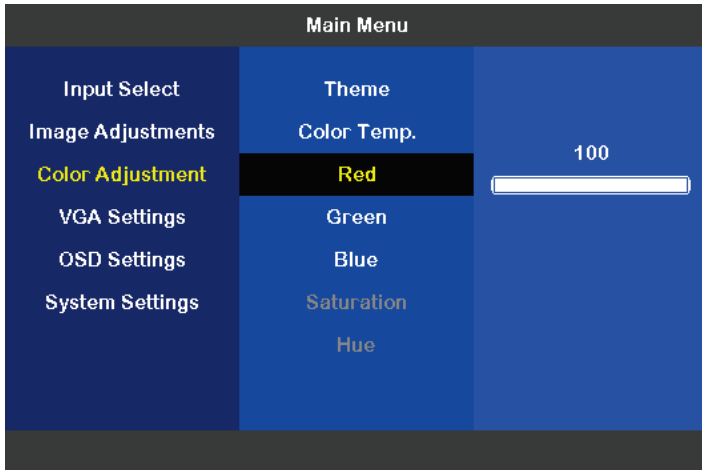 Main Menu
Input Select
Image Adjustments
Color Adjustment
VGA Settings
OSD Settings
System Settings
Theme
Color Temp.
Red
Green
Blue
Saturation
Hue
100